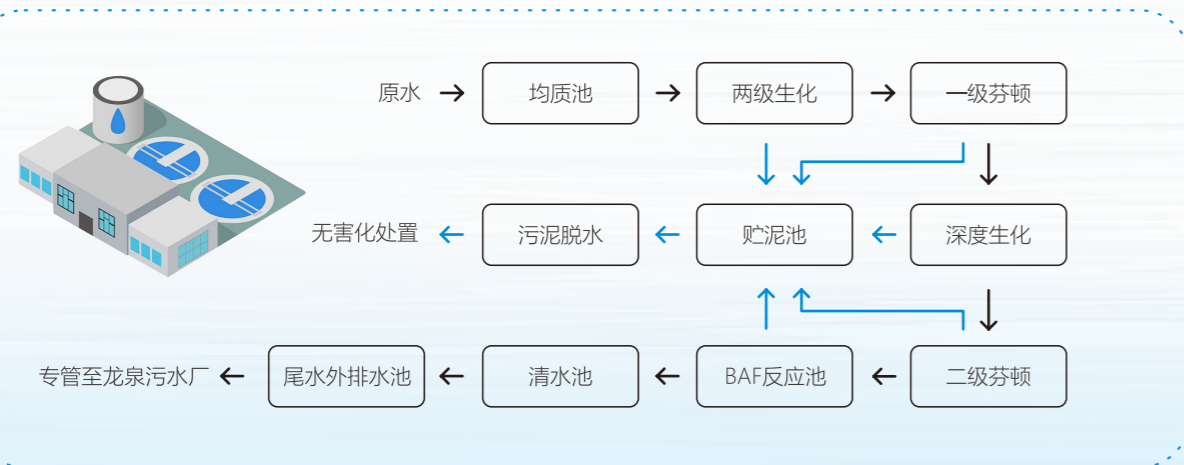 原水
均质池
两级生化
一级芬顿
无害化处置
污泥脱水
贮泥池
深度生化
专管至龙泉污水厂
尾水外排水池
清水池
BAF反应池
二级芬顿